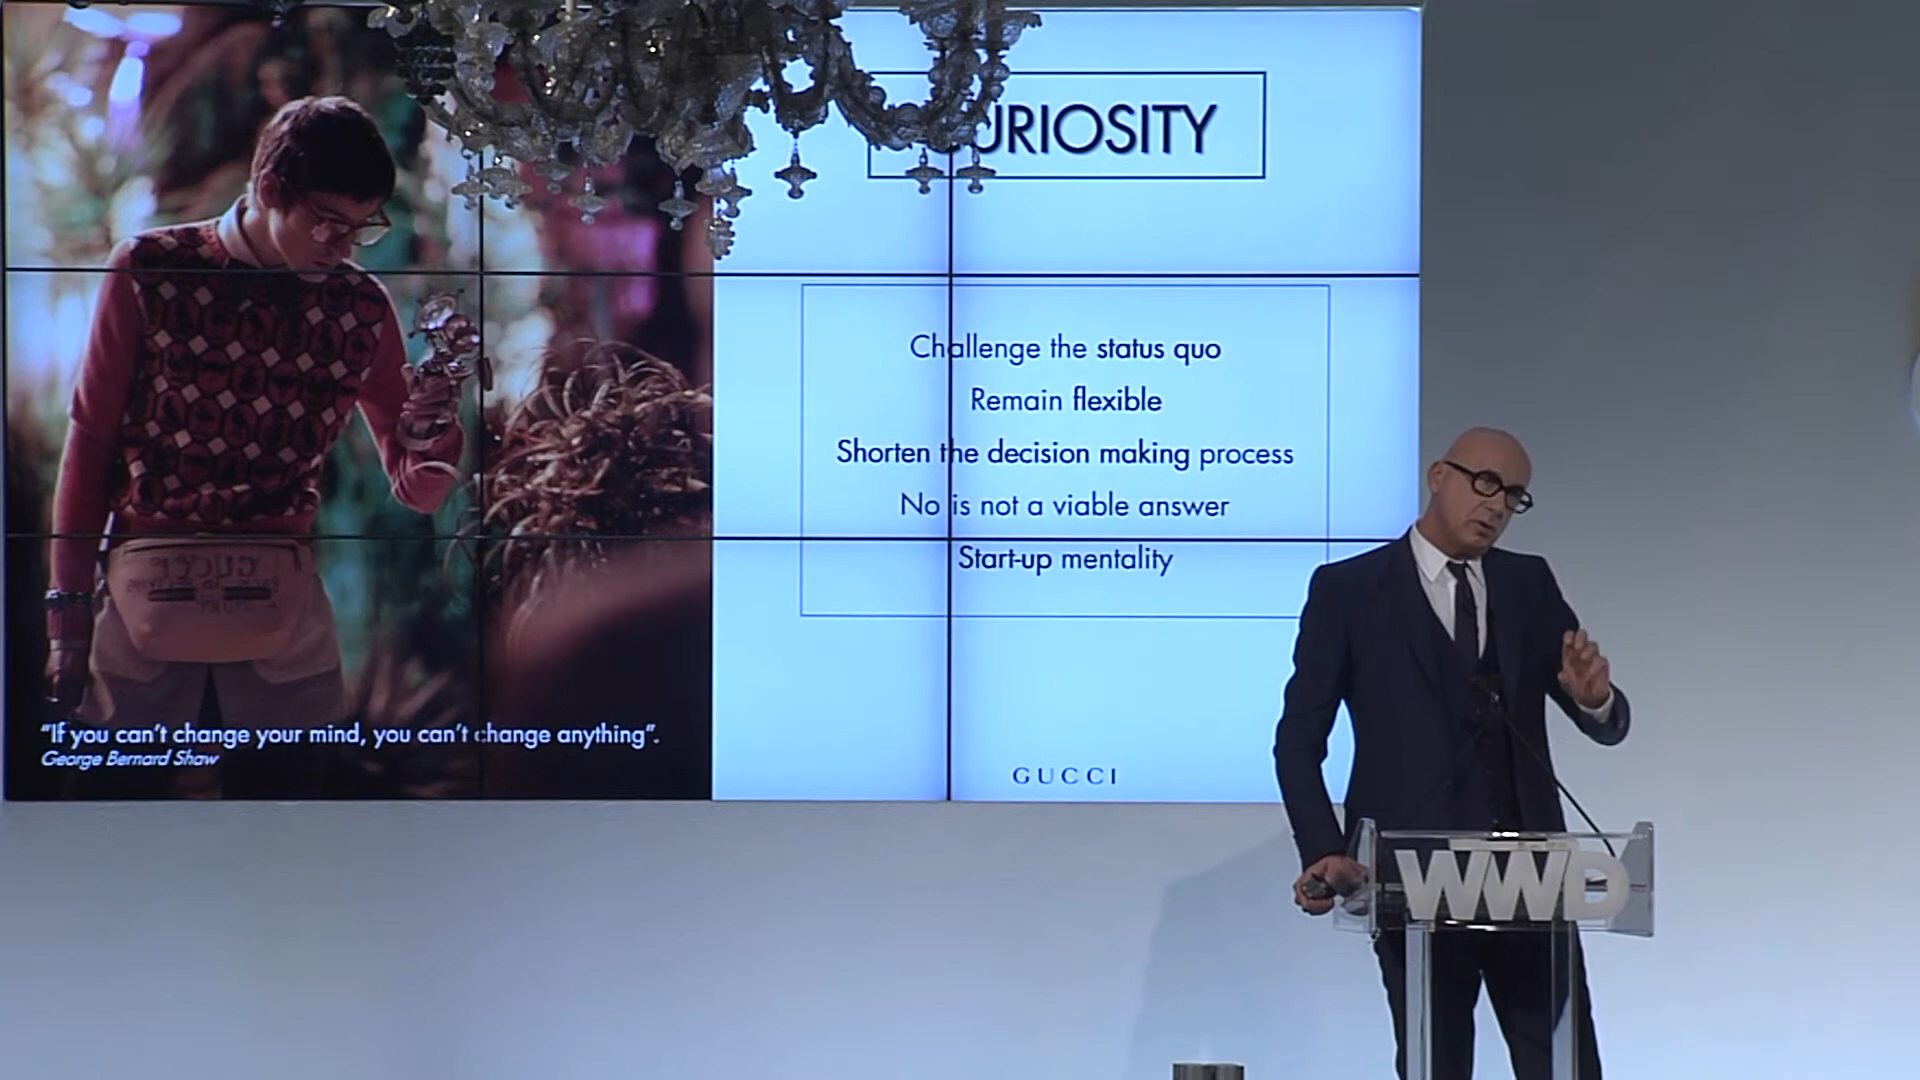 CURIOSITY
Challenge the status quo
Remain flexible
Shorten the decision making process
No is not a viable answer
Start-up mentality
GUCCI
"If you can't change your mind, you can't change anything".
George Bernard Shaw
WWD